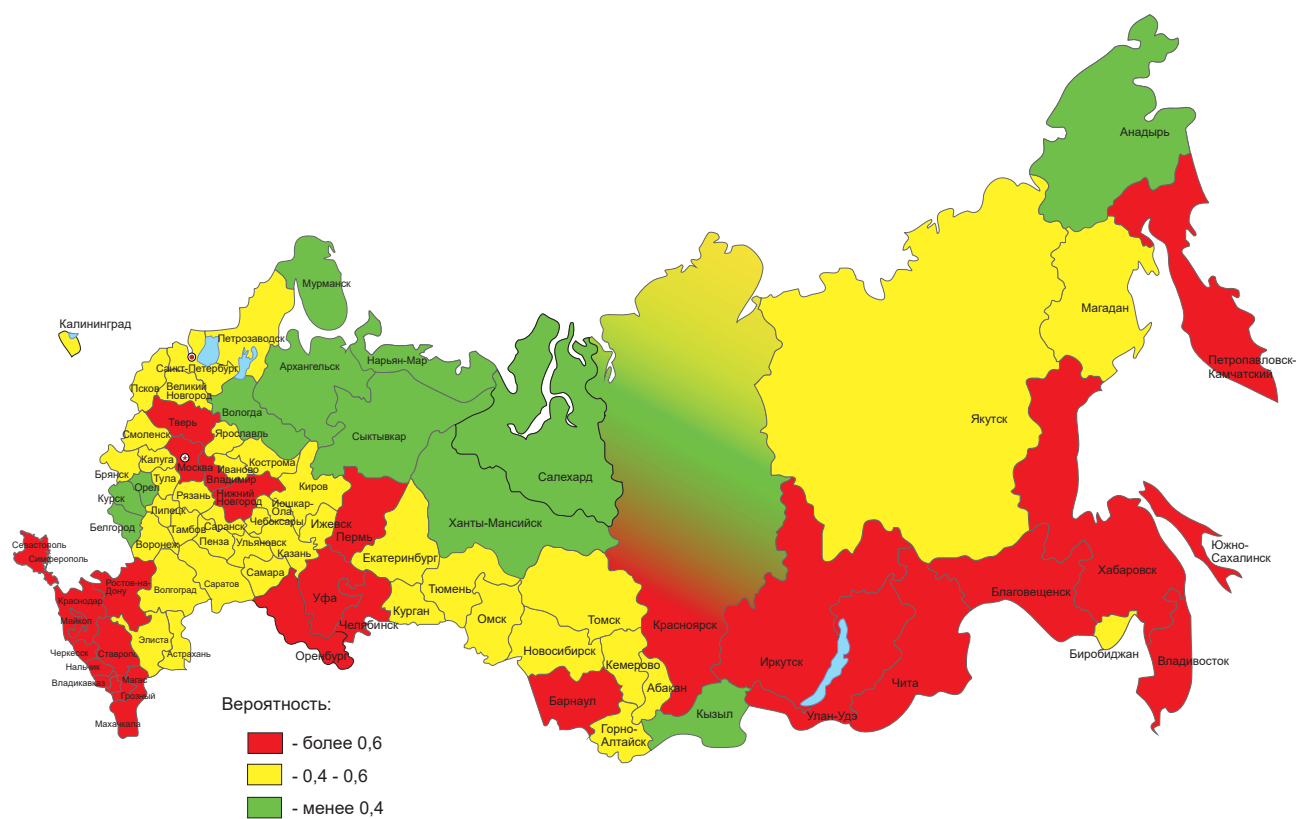 Анадырь
Мурманск
Магадан
Калининград
Петрозаводск
Нарьян-Мар
Петропавловск-
Камчатский
Архангельск
Санкт-Петербург
Псков
Великий
Новгород
Вологда
Якутск
Тверь
Смоленск
Ярославль
Сыктывкар
Калуга
Москва
Иваново
Кострома
Брянск
Тула
Владимир
Салехард
Орел
Курск
Рязань
Нижний
Новгород
Киров
Йошкар-
Ола
Липецк
Чебоксары
Белгород
Тамбов
Саранск
Ижевск
Ханты-Мансийск
Пермь
Воронеж
Пенза
Ульяновск
Казань
Екатеринбург
Севастополь
Симферополь
Южно-
Сахалинск
Самара
Хабаровск
Ростов-на-
Дону
Волгоград
Саратов
Тюмень
Благовещенск
Краснодар
Уфа
Курган
Омск
Томск
Майкоп
Челябинск
Красноярск
Элиста
Черкесск
Ставрополь
Астрахань
Оренбург
Новосибирск
Биробиджан
Владивосток
Нальчик
Кемерово
Иркутск
Владикавказ
Магас
Грозный
Абакан
Чита
Барнаул
Кызыл
Улан-Удэ
Махачкала
Горно-
Алтайск
Вероятность:
- более 0,6
- 0,4 - 0,6
- менее 0,4